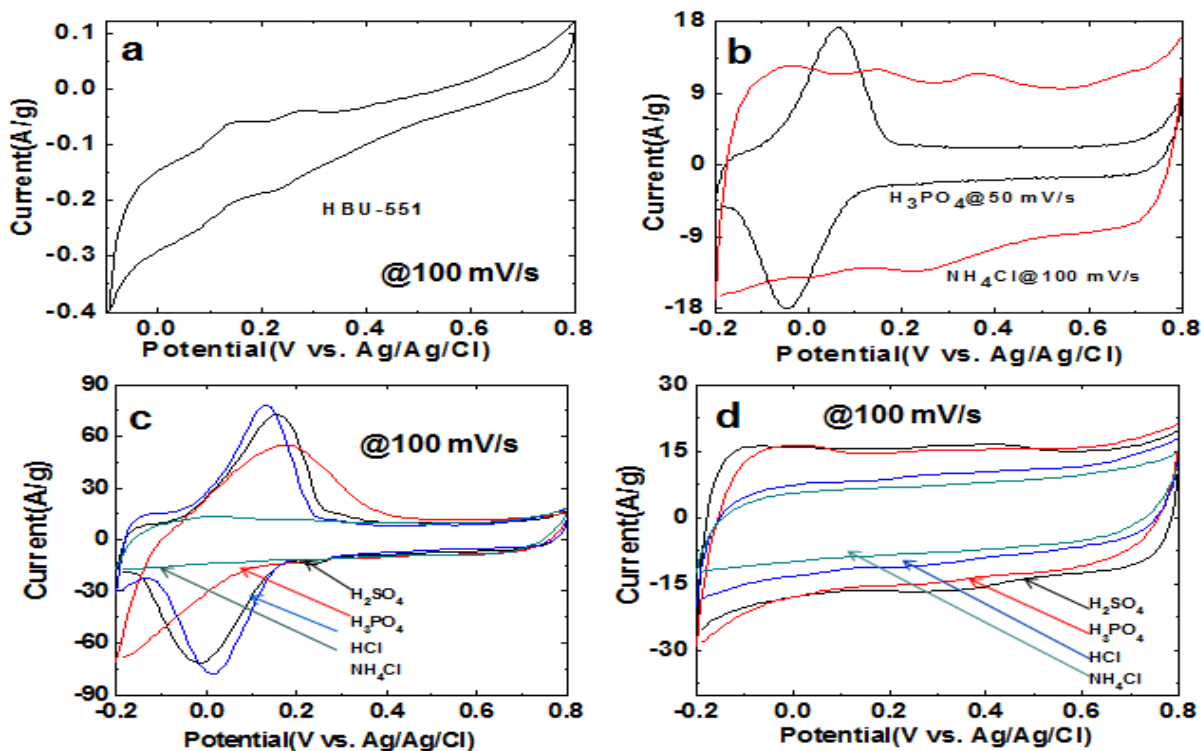 a
0.1
0.0
-0.1
-0.2
-0.3
-0.4
Current(A/g)
HBU-551
@100 mV/s
0.0 0.2 0.4 0.6 0.8
Potential(V vs. Ag/Ag/Cl)
b
18
9
0
-9
-18
Current(A/g)
H₃PO₄@50 mV/s
NH₄Cl@100 mV/s
-0.2 0.0 0.2 0.4 0.6 0.8
Potential(V vs. Ag/Ag/Cl)
c
@100 mV/s
90
60
30
0
-30
-60
-90
Current(A/g)
H₂SO₄
H₃PO₄
HCl
NH₄Cl
-0.2 0.0 0.2 0.4 0.6 0.8
Potential(V vs. Ag/Ag/Cl)
d
@100 mV/s
30
15
0
-15
-30
Current(A/g)
H₂SO₄
H₃PO₄
HCl
NH₄Cl
-0.2 0.0 0.2 0.4 0.6 0.8
Potential(V vs. Ag/Ag/Cl)